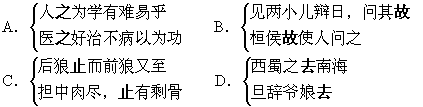 A. 人之为学有难易乎 B. 见两小儿辩日，问其故
医之好治不病以为功 桓侯故使人问之
C. 后狼止而前狼又至 D. 西蜀之去南海
担中肉尽，止有剩骨 旦辞爷娘去